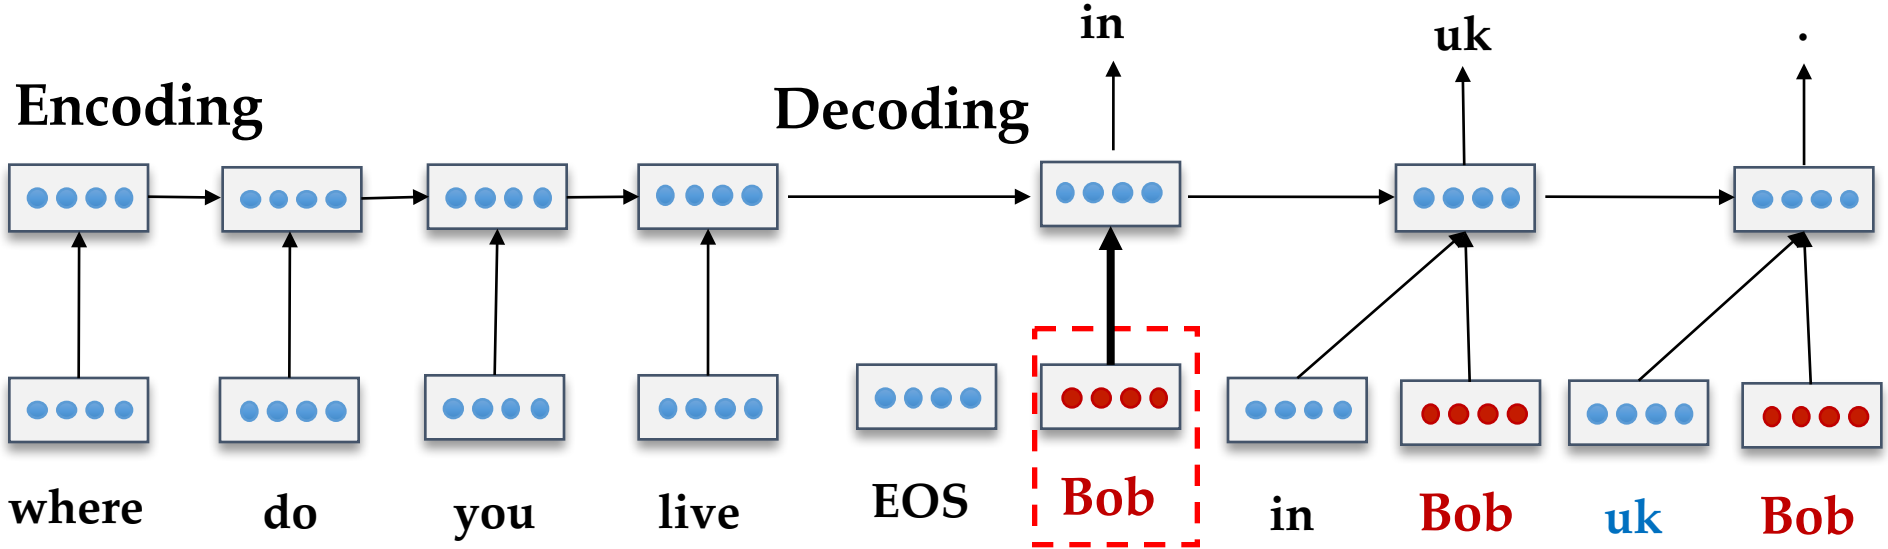 in uk .
Encoding Decoding
where do you live EOS Bob in Bob uk Bob